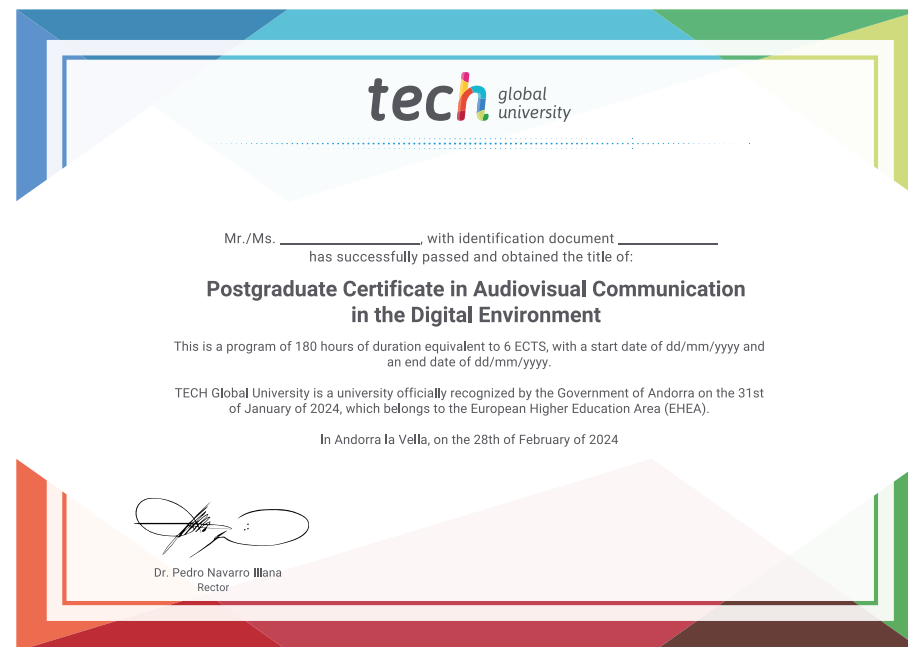 tech global
university
Mr./Ms. ____________________, with identification document ______________
has successfully passed and obtained the title of:
Postgraduate Certificate in Audiovisual Communication
in the Digital Environment
This is a program of 180 hours of duration equivalent to 6 ECTS, with a start date of dd/mm/yyyy and
an end date of dd/mm/yyyy.
TECH Global University is a university officially recognized by the Government of Andorra on the 31st
of January of 2024, which belongs to the European Higher Education Area (EHEA).
In Andorra la Vella, on the 28th of February of 2024
Dr. Pedro Navarro Illana
Rector